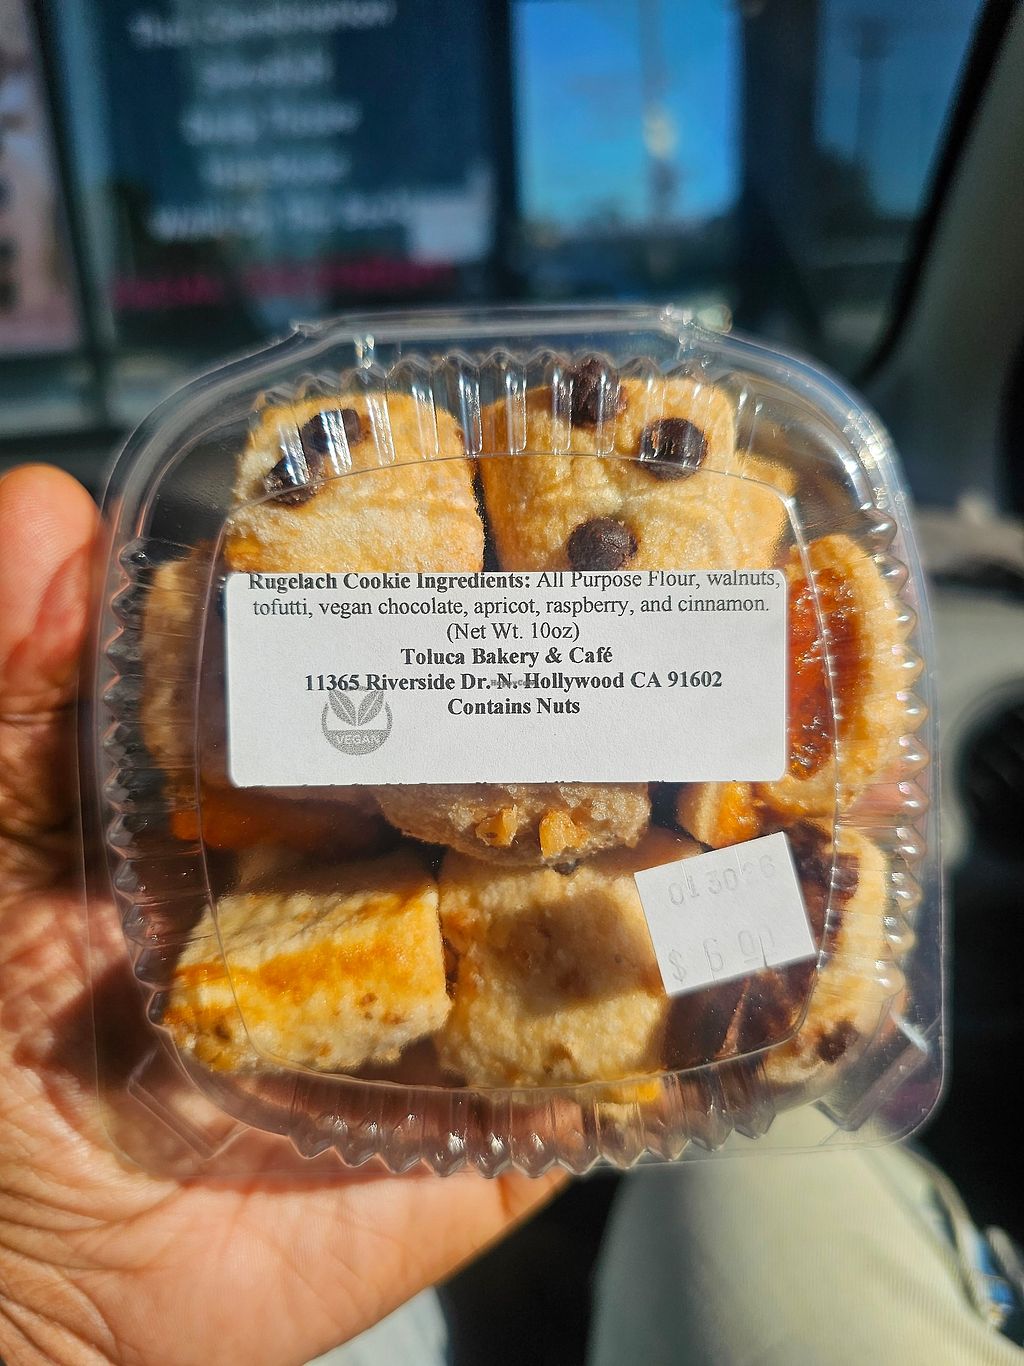 Rugelach Cookie Ingredients: All Purpose Flour, walnuts,
tofutti, vegan chocolate, apricot, raspberry, and cinnamon.
(Net Wt. 10oz)
Toluca Bakery & Café
11365 Riverside Dr. N. Hollywood CA 91602
Contains Nuts
VEGAN
$ 6 00